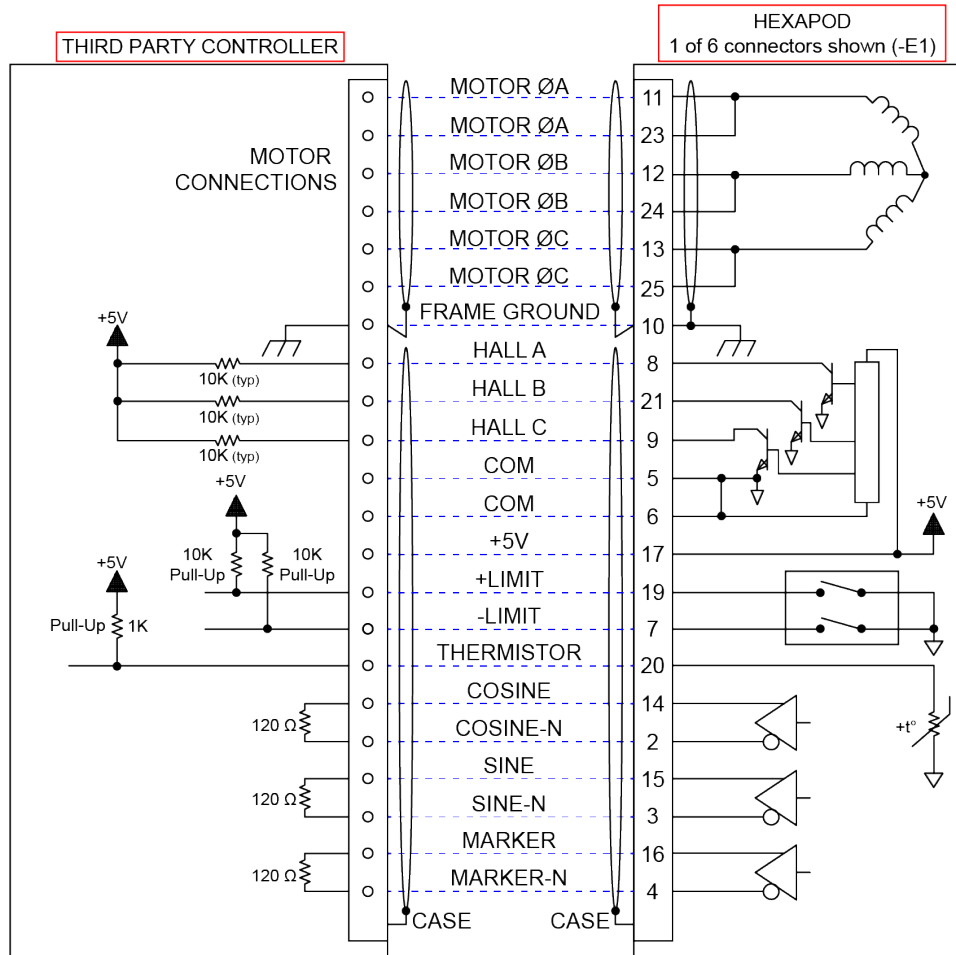 THIRD PARTY CONTROLLER
HEXAPOD
1 of 6 connectors shown (-E1)
MOTOR
CONNECTIONS
MOTOR ØA
11
MOTOR ØA
23
MOTOR ØB
12
MOTOR ØB
24
MOTOR ØC
13
MOTOR ØC
25
FRAME GROUND
10
+5V
10K (typ)
HALL A
8
10K (typ)
HALL B
21
10K (typ)
HALL C
9
COM
5
COM
6
+5V
+5V
17
+5V
10K
Pull-Up
10K
Pull-Up
+LIMIT
19
-LIMIT
7
+5V
Pull-Up
1K
THERMISTOR
20
+t°
COSINE
14
120 Ω
COSINE-N
2
SINE
15
120 Ω
SINE-N
3
MARKER
16
120 Ω
MARKER-N
4
CASE
CASE